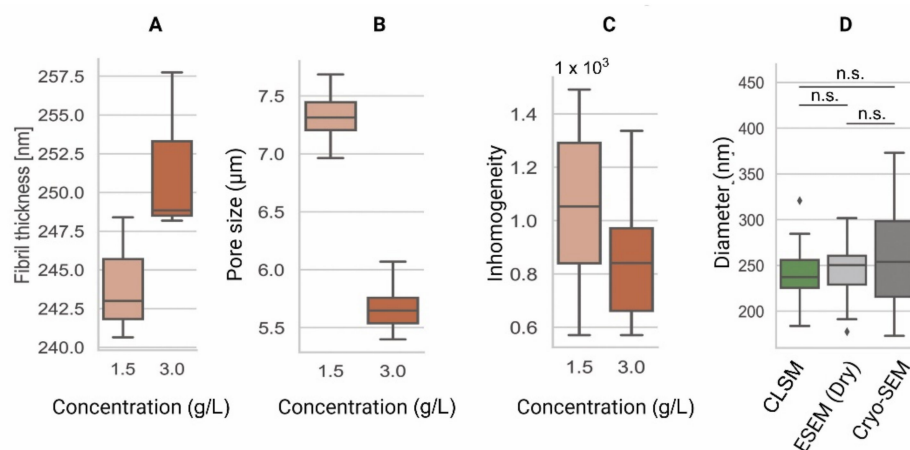 A
Fibril thickness [nm]
257.5
255.0
252.5
250.0
247.5
245.0
242.5
240.0
1.5 3.0
Concentration (g/L)
B
Pore size (µm)
7.5
7.0
6.5
6.0
5.5
1.5 3.0
Concentration (g/L)
C
1 x 10³
Inhomogeneity
1.4
1.2
1.0
0.8
0.6
1.5 3.0
Concentration (g/L)
D
Diameter (nm)
450
400
350
300
250
200
n.s.
n.s.
n.s.
CLSM
ESEM (Dry)
Cryo-SEM